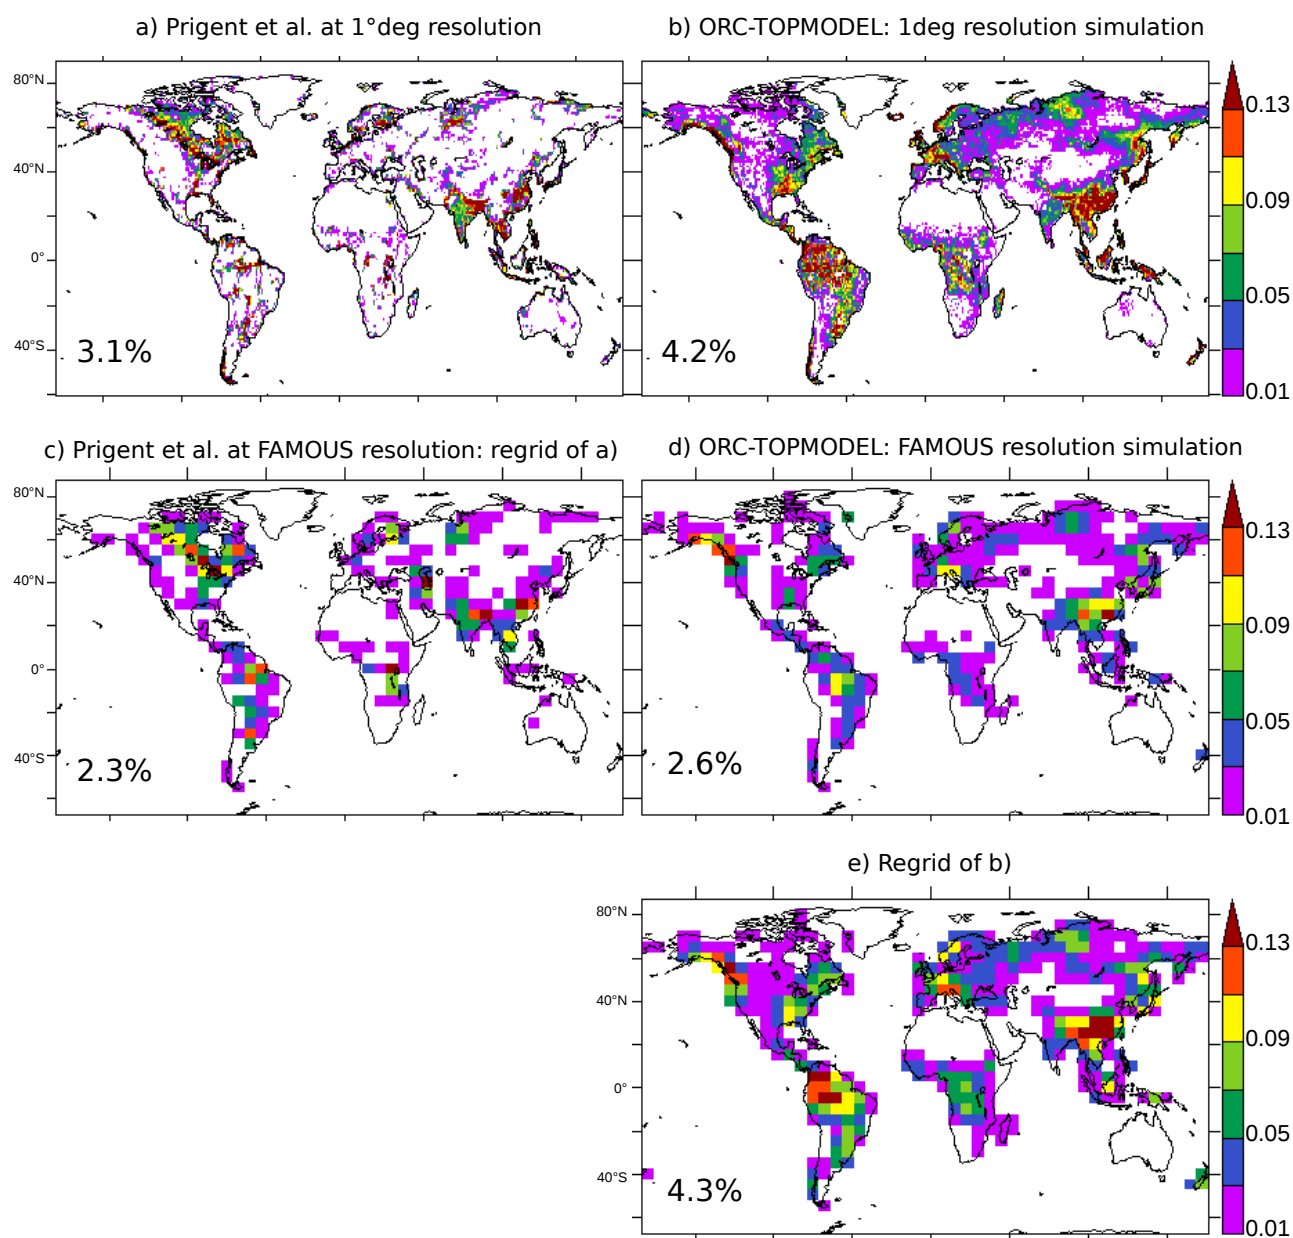 a) Prigent et al. at 1°deg resolution
b) ORC-TOPMODEL: 1deg resolution simulation
80°N
40°N
0°
40°S
3.1%
80°N
40°N
0°
40°S
4.2%
0.13
0.09
0.05
0.01
c) Prigent et al. at FAMOUS resolution: regrid of a)
d) ORC-TOPMODEL: FAMOUS resolution simulation
80°N
40°N
0°
40°S
2.3%
80°N
40°N
0°
40°S
2.6%
0.13
0.09
0.05
0.01
e) Regrid of b)
80°N
40°N
0°
40°S
4.3%
0.13
0.09
0.05
0.01